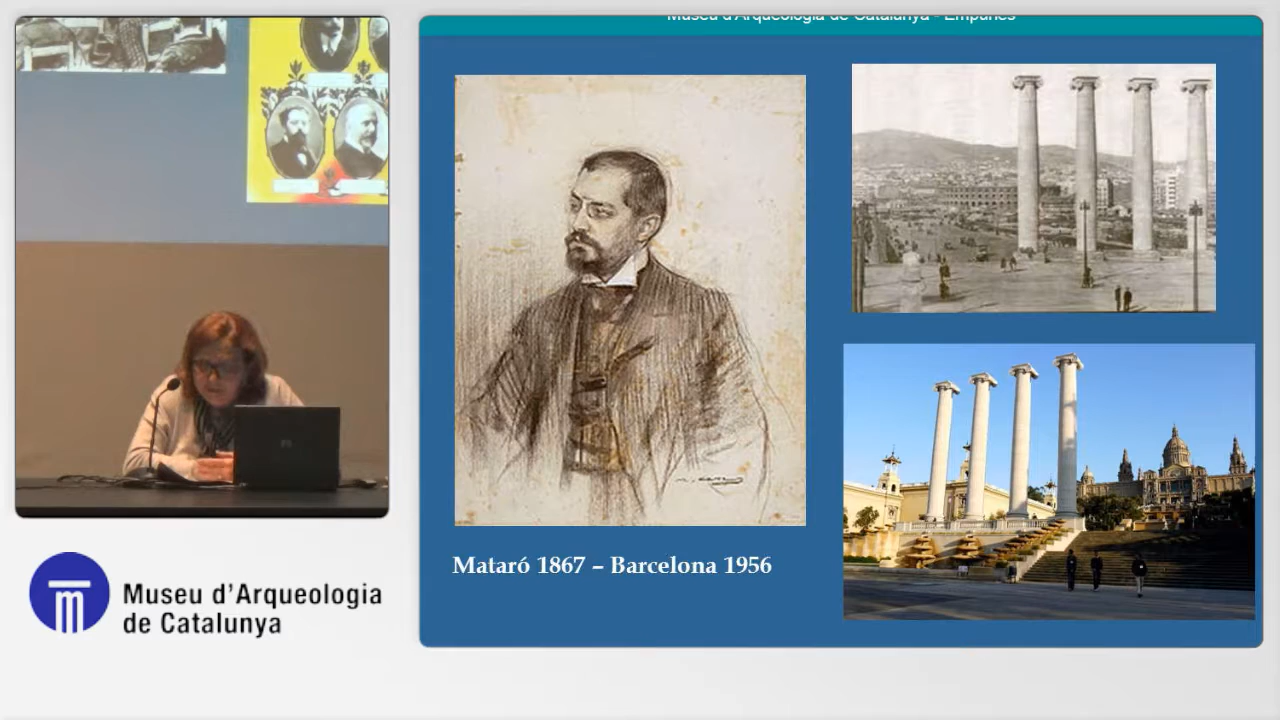 Museu d'Arqueologia de Catalunya - Empúries
Mataró 1867 – Barcelona 1956
Museu d'Arqueologia
de Catalunya